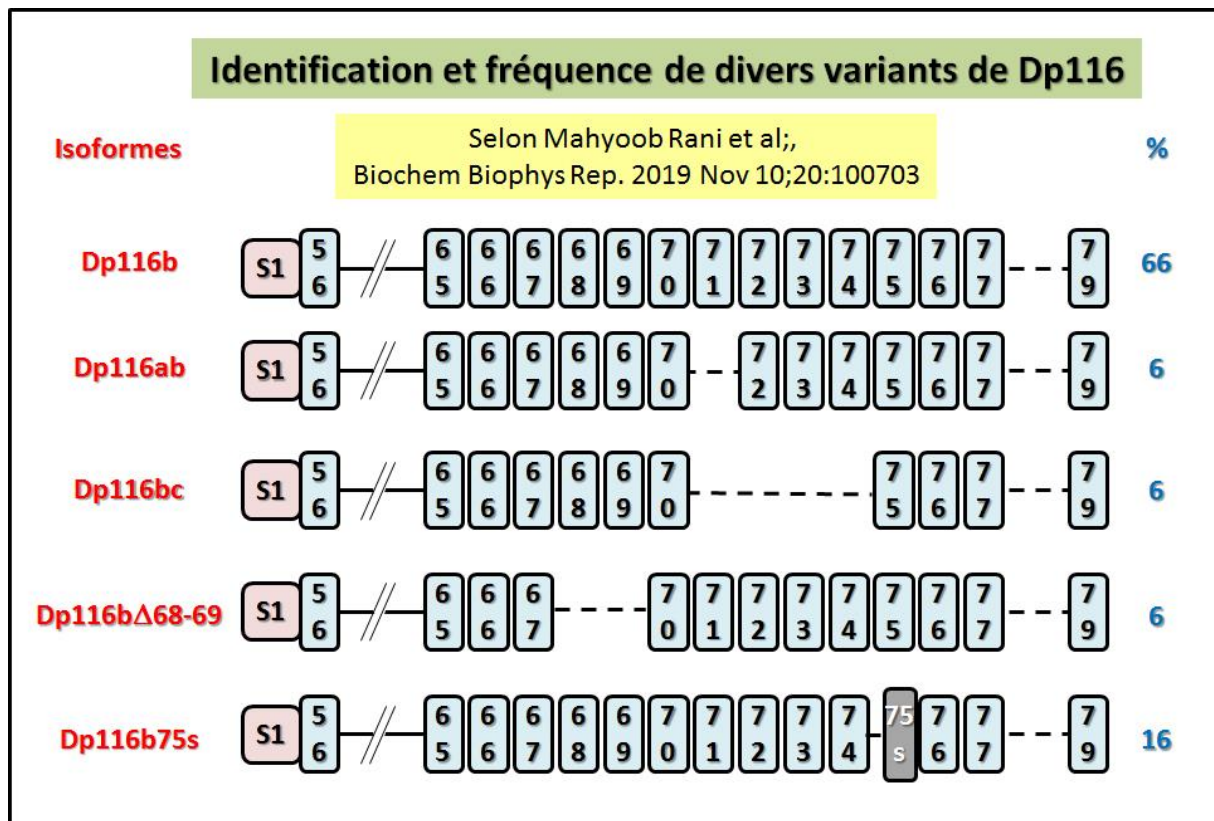 Identification et fréquence de divers variants de Dp116
Isoformes
Selon Mahyoob Rani et al;,
Biochem Biophys Rep. 2019 Nov 10;20:100703
%
Dp116b S1 56 65 66 67 68 69 70 71 72 73 74 75 76 77 79 66
Dp116ab S1 56 65 66 67 68 69 70 72 73 74 75 76 77 79 6
Dp116bc S1 56 65 66 67 68 69 70 75 76 77 79 6
Dp116bΔ68-69 S1 56 65 66 67 70 71 72 73 74 75 76 77 79 6
Dp116b75s S1 56 65 66 67 68 69 70 71 72 73 74 75s 76 77 79 16